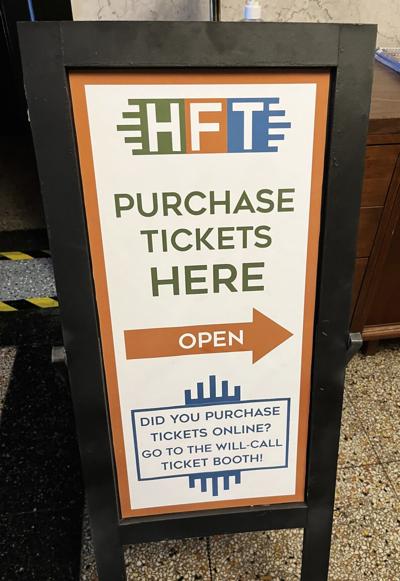 HFT
PURCHASE
TICKETS
HERE
OPEN
DID YOU PURCHASE
TICKETS ONLINE?
GO TO THE WILL-CALL
TICKET BOOTH!